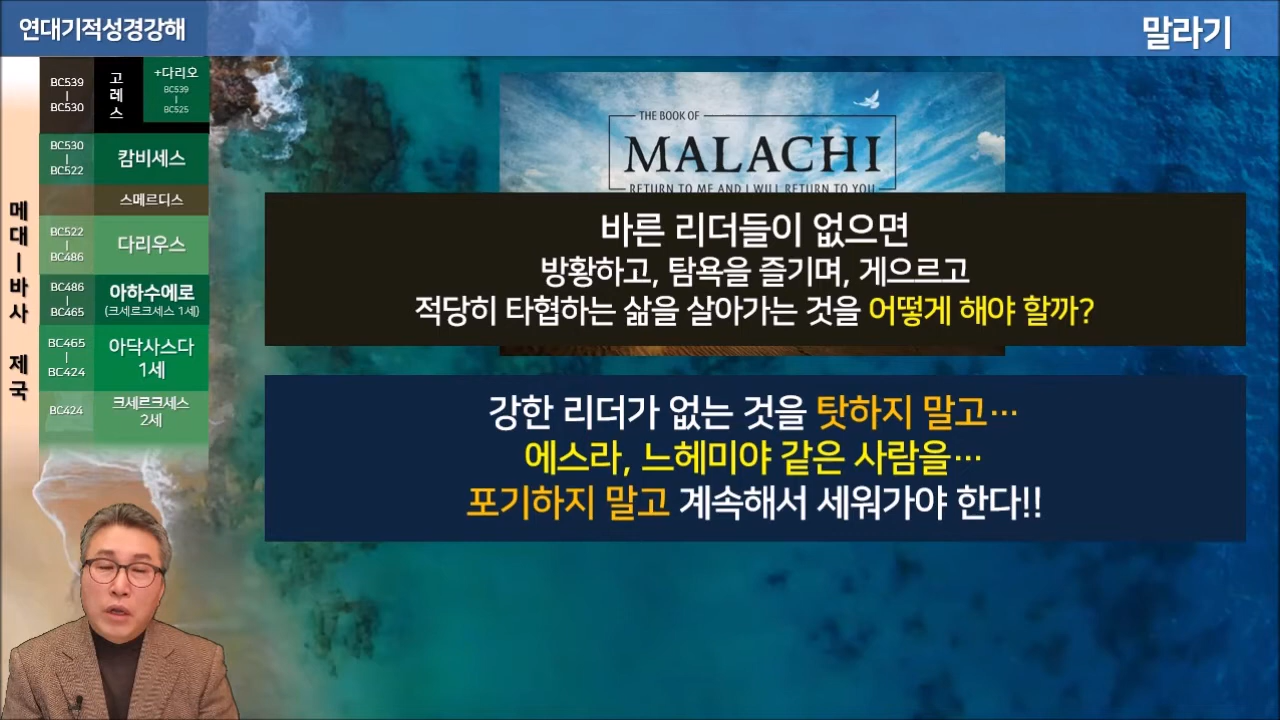 연대기적성경강해
말라기
메대ㅣ바사 제국
BC539
|
BC530
고레스
+다리오
BC539
|
BC525
BC530
|
BC522
캄비세스
스메르디스
BC522
|
BC486
다리우스
BC486
|
BC465
아하수에로
(크세르크세스 1세)
BC465
|
BC424
아닥사스다
1세
BC424
크세르크세스
2세
THE BOOK OF
MALACHI
RETURN TO ME AND I WILL RETURN TO YOU
바른 리더들이 없으면
방황하고, 탐욕을 즐기며, 게으르고
적당히 타협하는 삶을 살아가는 것을 어떻게 해야 할까?
강한 리더가 없는 것을 탓하지 말고…
에스라, 느헤미야 같은 사람을…
포기하지 말고 계속해서 세워가야 한다!!